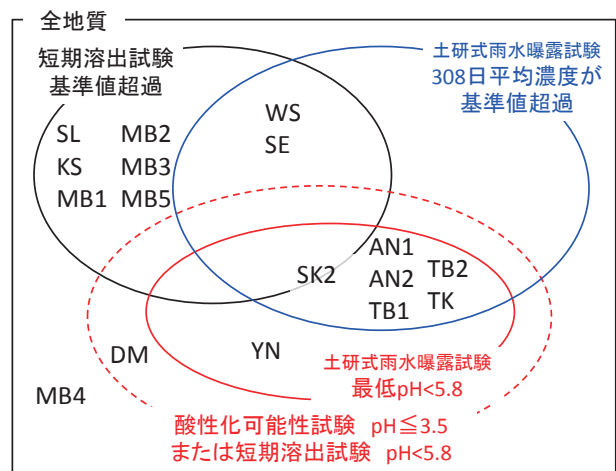 全地質
短期溶出試験
基準値超過
土研式雨水曝露試験
308日平均濃度が
基準値超過
WS
SE
SL MB2
KS MB3
MB1 MB5
AN1
AN2
TB1
TB2
TK
SK2
DM
YN
MB4
土研式雨水曝露試験
最低pH<5.8
酸性化可能性試験 pH≦3.5
または短期溶出試験 pH<5.8